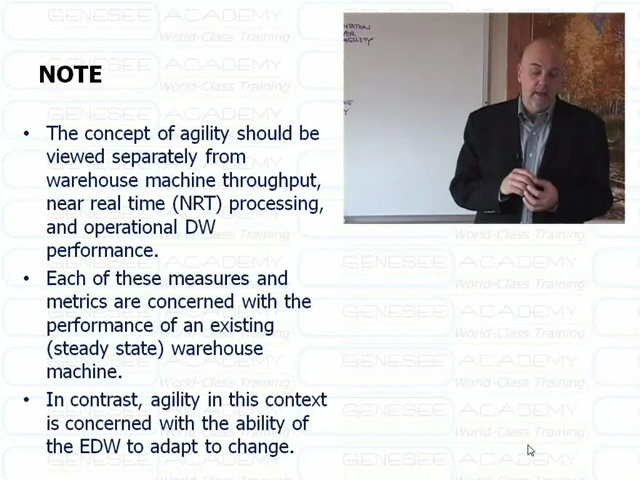 NOTE
• The concept of agility should be
viewed separately from
warehouse machine throughput,
near real time (NRT) processing,
and operational DW
performance.
• Each of these measures and
metrics are concerned with the
performance of an existing
(steady state) warehouse
machine.
• In contrast, agility in this context
is concerned with the ability of
the EDW to adapt to change.
FOR
AGILITY
GENESEE ACADEMY
World-Class Training